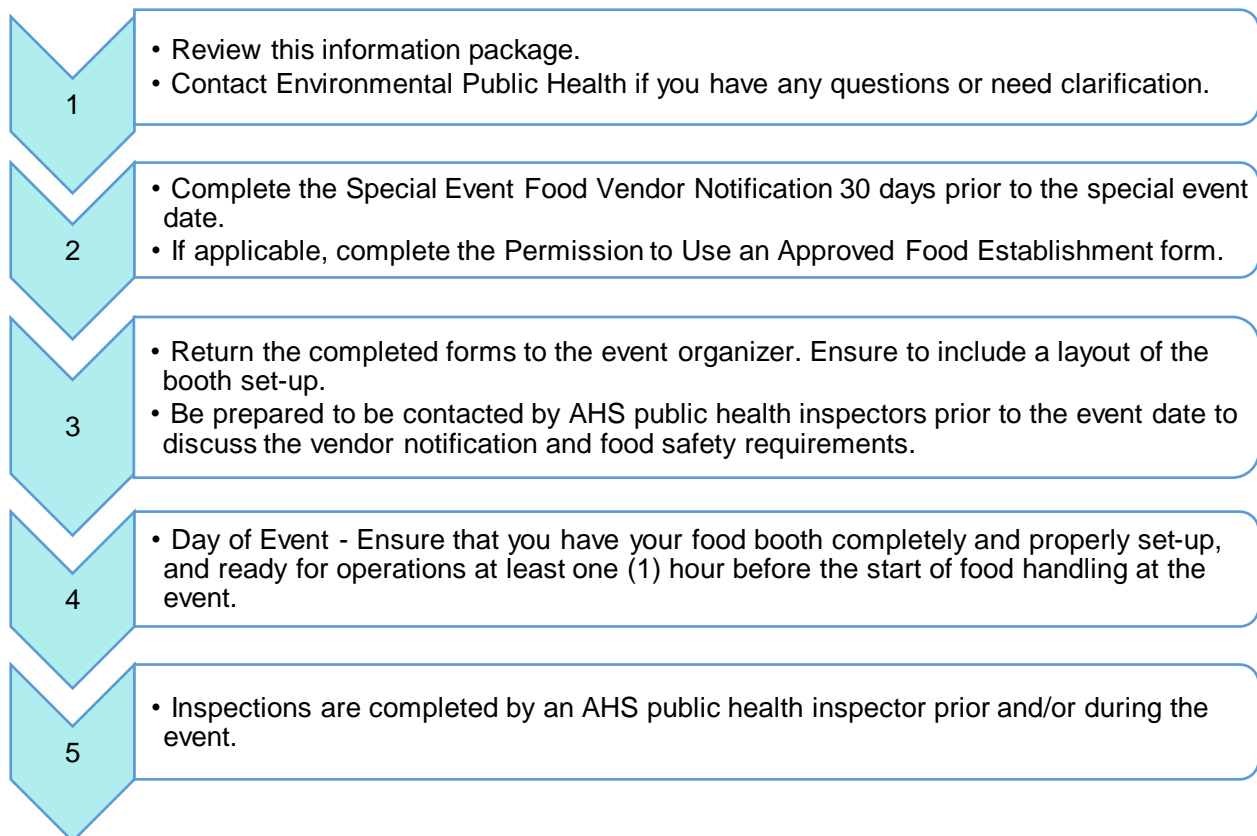 1
• Review this information package.
• Contact Environmental Public Health if you have any questions or need clarification.
2
• Complete the Special Event Food Vendor Notification 30 days prior to the special event
date.
• If applicable, complete the Permission to Use an Approved Food Establishment form.
3
• Return the completed forms to the event organizer. Ensure to include a layout of the
booth set-up.
• Be prepared to be contacted by AHS public health inspectors prior to the event date to
discuss the vendor notification and food safety requirements.
4
• Day of Event - Ensure that you have your food booth completely and properly set-up,
and ready for operations at least one (1) hour before the start of food handling at the
event.
5
• Inspections are completed by an AHS public health inspector prior and/or during the
event.